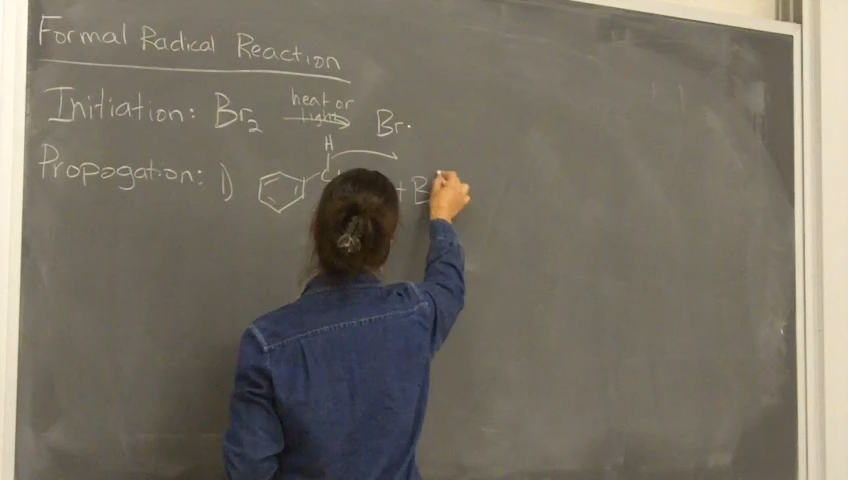 Formal Radical Reaction
Initiation: Br₂ heat or light Br·
Propogation: 1) H
C + B